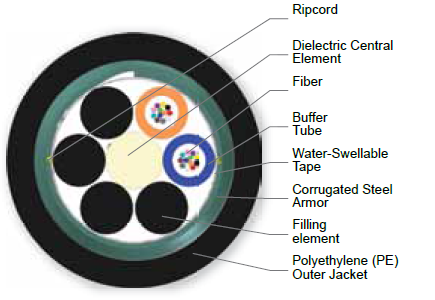 Ripcord
Dielectric Central
Element
Fiber
Buffer
Tube
Water-Swellable
Tape
Corrugated Steel
Armor
Filling
element
Polyethylene (PE)
Outer Jacket